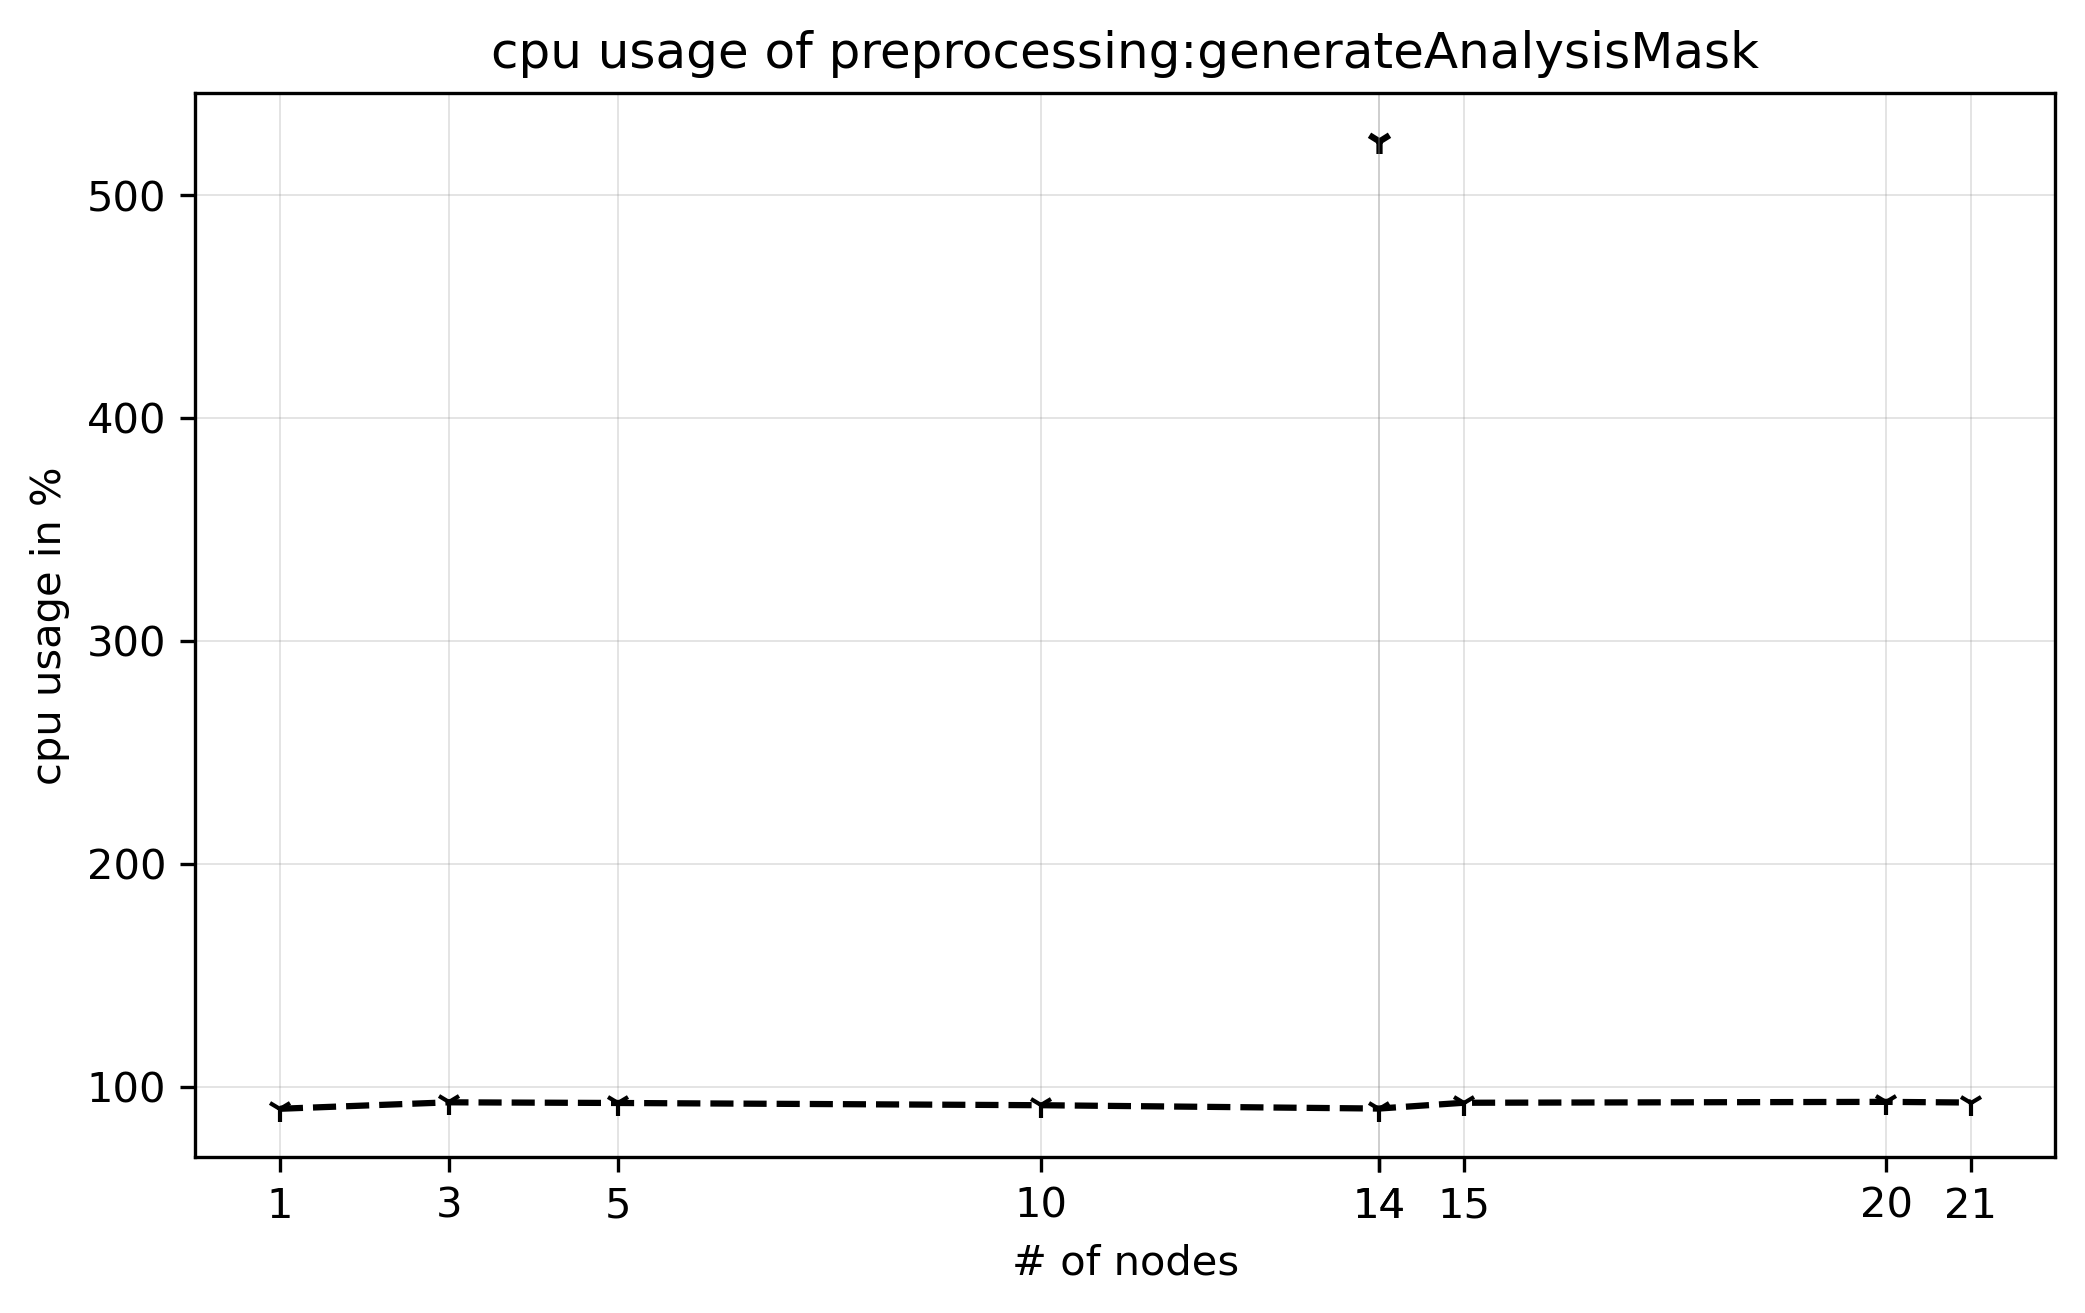 cpu usage of preprocessing:generateAnalysisMask
cpu usage in %
500
400
300
200
100
1 3 5 10 14 15 20 21
# of nodes